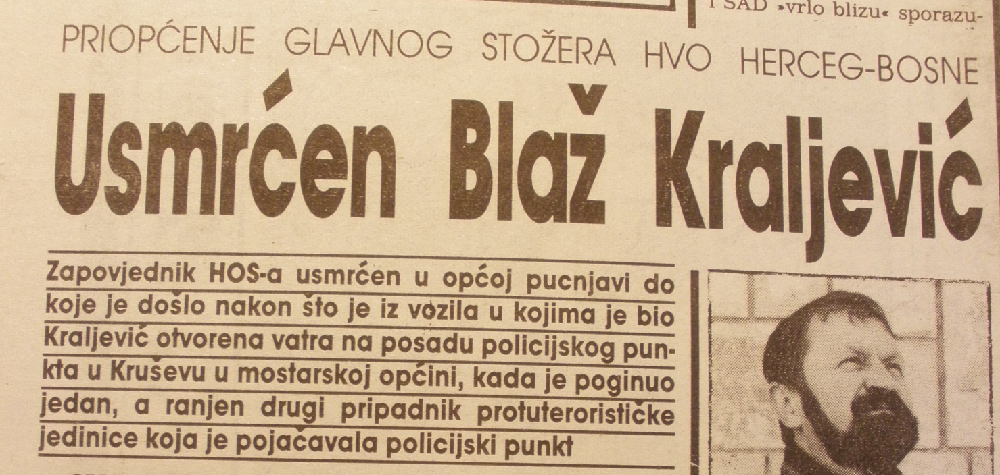 I SAD »vrlo blizu« sporazu-
PRIOPĆENJE GLAVNOG STOŽERA HVO HERCEG-BOSNE
Usmrćen Blaž Kraljević
Zapovjednik HOS-a usmrćen u općoj pucnjavi do
koje je došlo nakon što je iz vozila u kojima je bio
Kraljević otvorena vatra na posadu policijskog pun-
kta u Kruševu u mostarskoj općini, kada je poginuo
jedan, a ranjen drugi pripadnik protuterorističke
jedinice koja je pojačavala policijski punkt